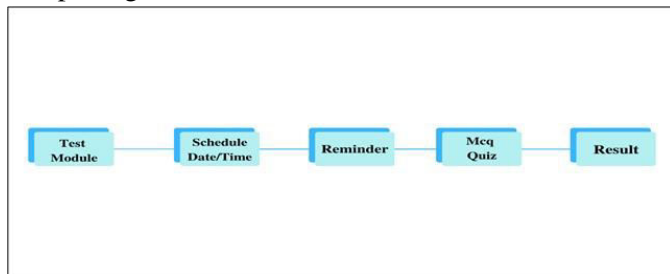 Test
Module
Schedule
Date/Time
Reminder
Mcq
Quiz
Result